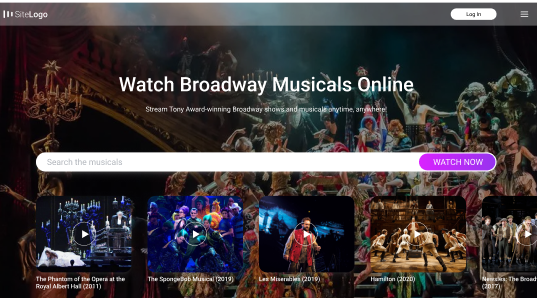 SiteLogo
Log In
Watch Broadway Musicals Online
Stream Tony Award-winning Broadway shows and musicals anytime, anywhere!
Search the musicals
WATCH NOW
The Phantom of the Opera at the
Royal Albert Hall (2011)
The SpongeBob Musical (2019)
Les Miserables (2019)
Hamilton (2020)
Newsies: The Broad
(2017)